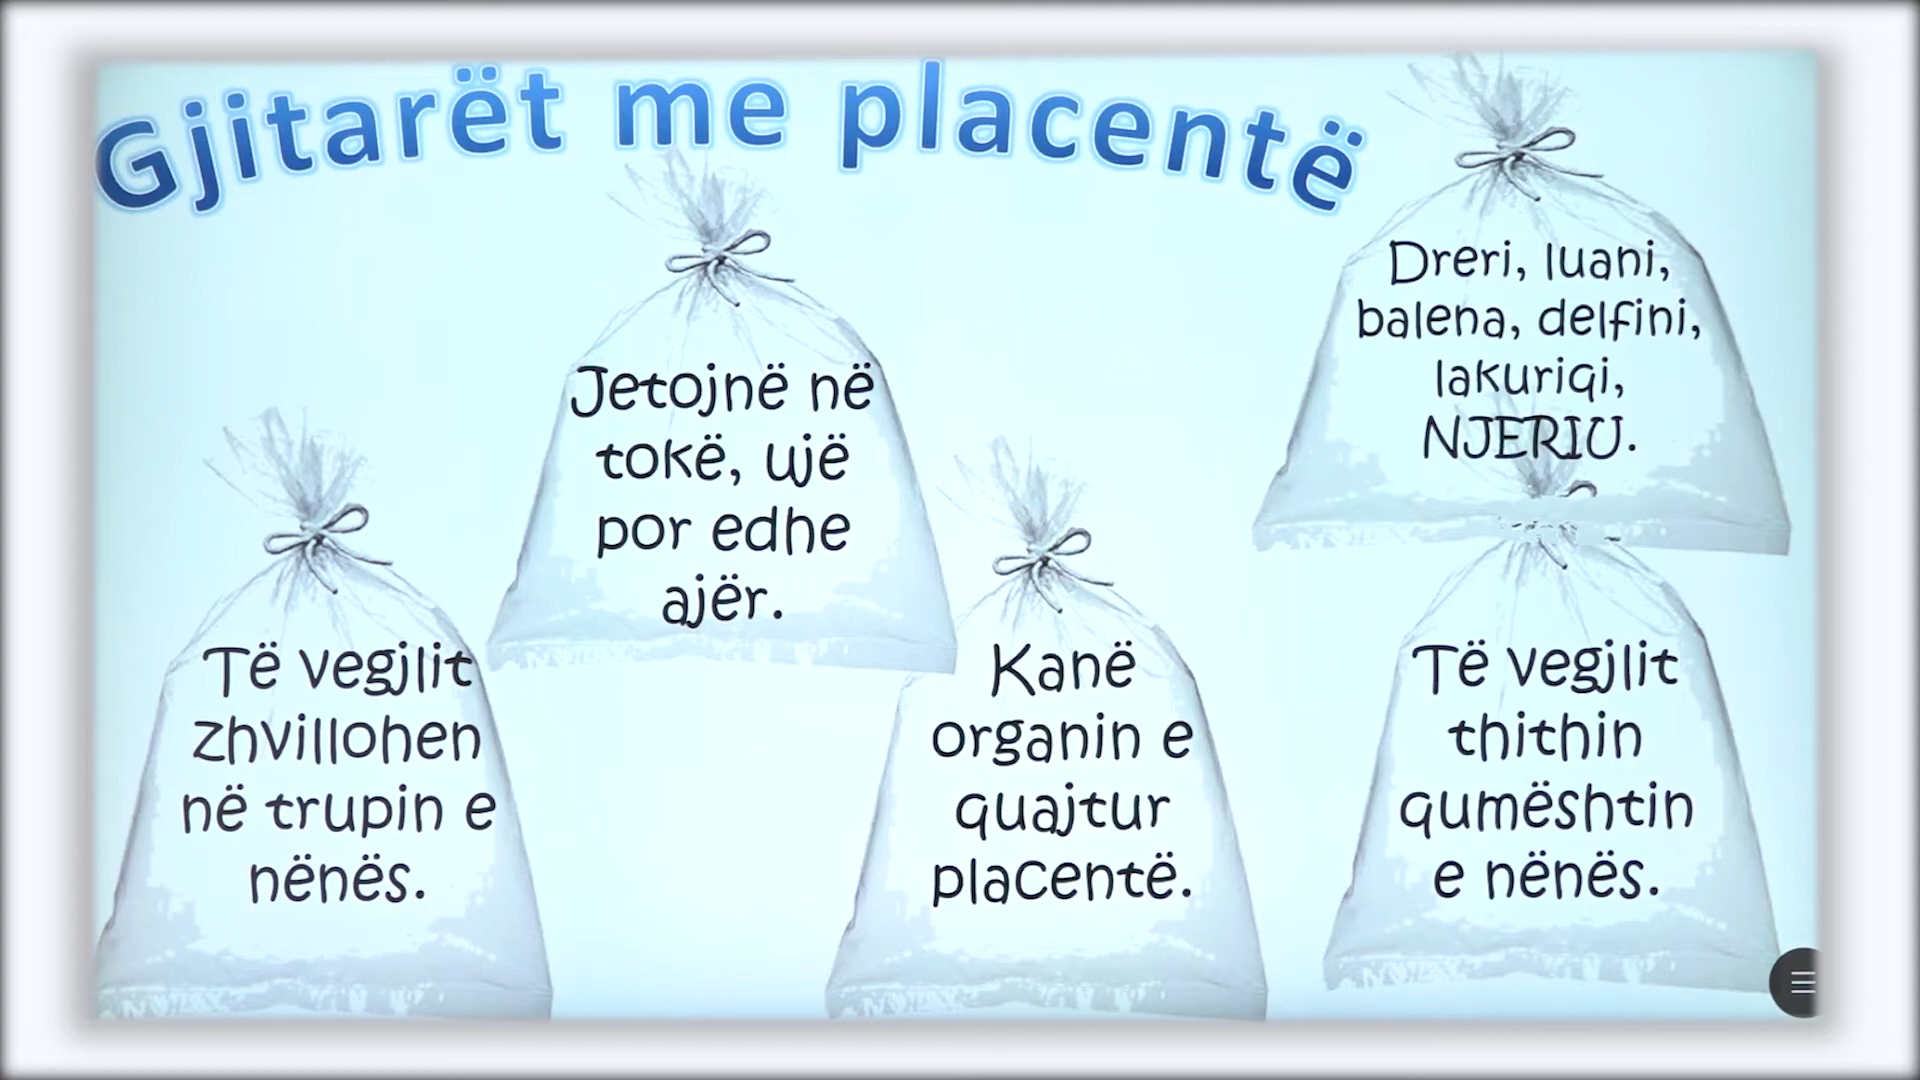 Gjitarët me placentë
Të vegjlit
zhvillohen
në trupin e
nënës.
Jetojnë në
tokë, ujë
por edhe
ajër.
Kanë
organin e
quajtur
placentë.
Dreri, luani,
balena, delfini,
lakuriqi,
NJERIU.
Të vegjlit
thithin
qumështin
e nënës.